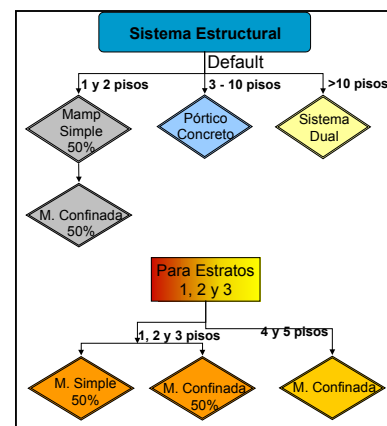 Sistema Estructural
Default
1 y 2 pisos
3 - 10 pisos
>10 pisos
Mamp
Simple
50%
Pórtico
Concreto
Sistema
Dual
M. Confinada
50%
Para Estratos
1, 2 y 3
1, 2 y 3 pisos
4 y 5 pisos
M. Simple
50%
M. Confinada
50%
M. Confinada